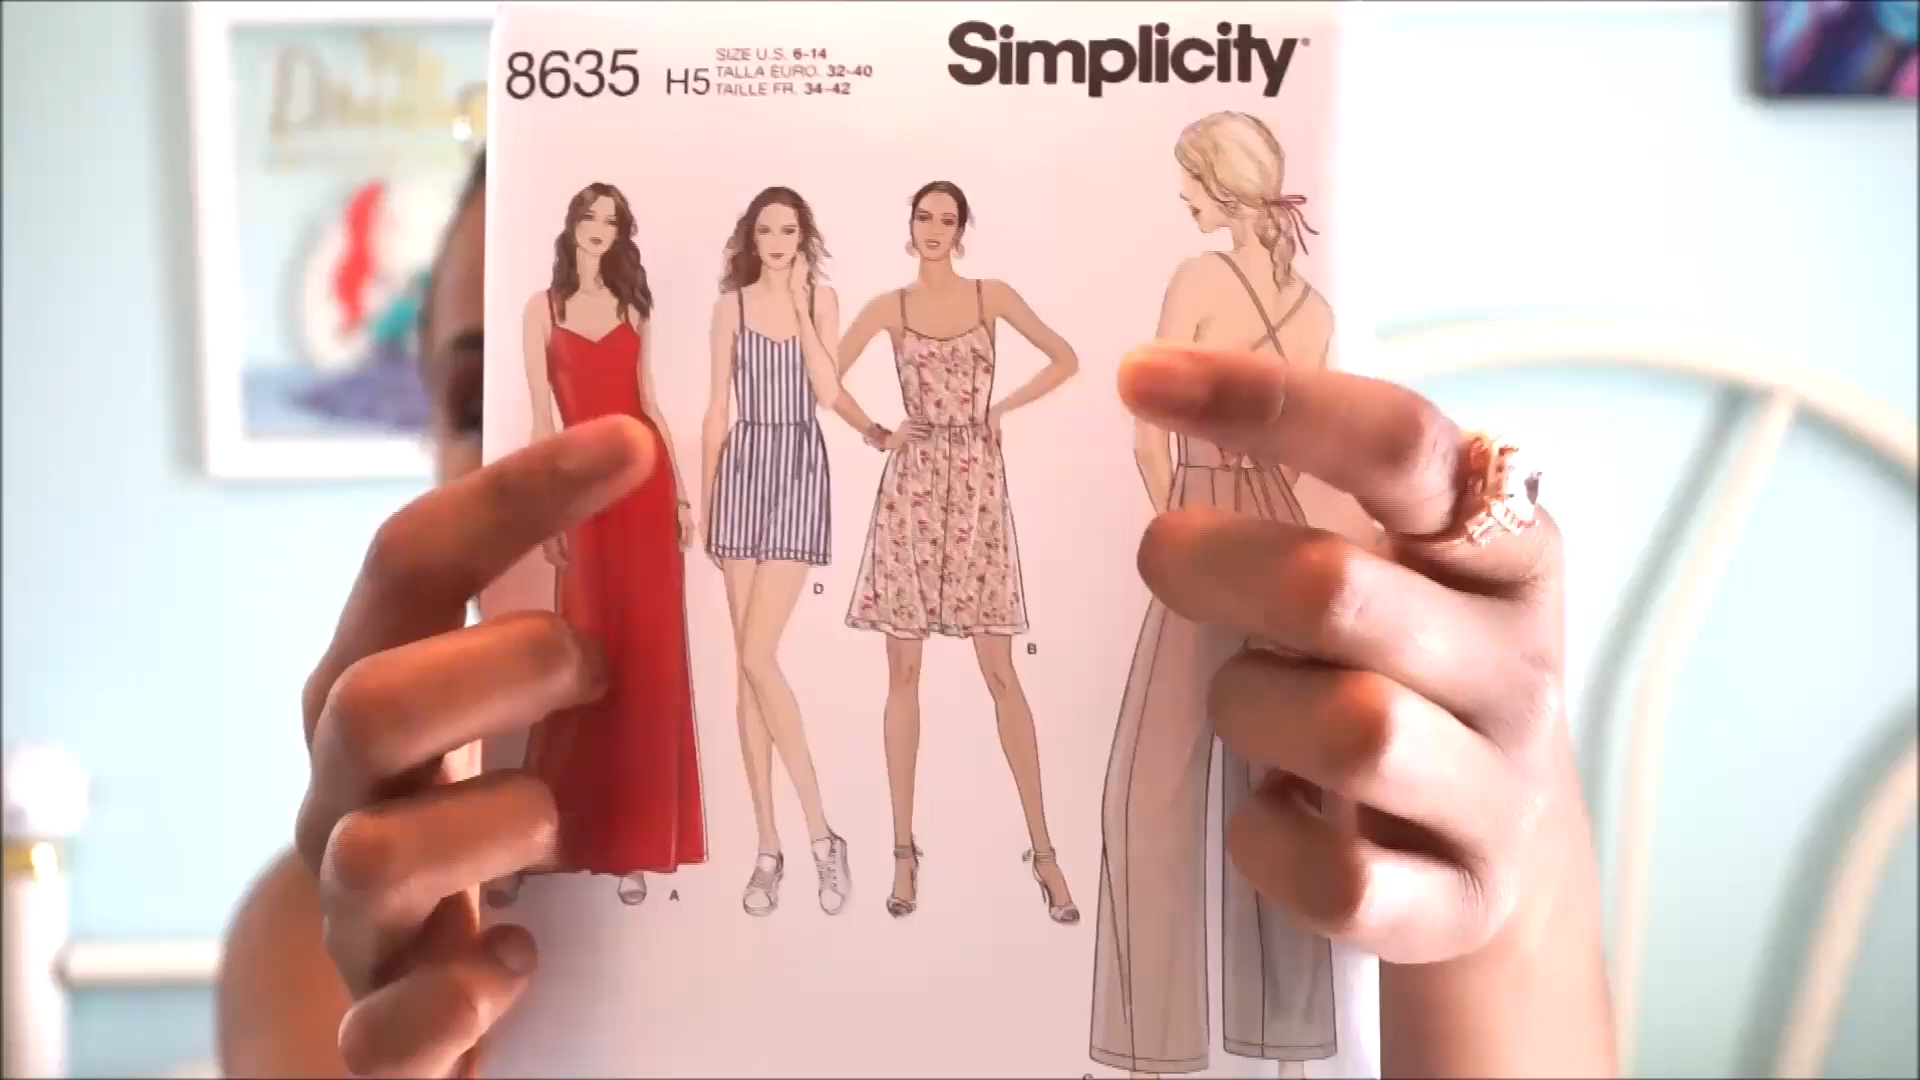 8635
H5
SIZE U.S. 6-14
TALLA EURO. 32-40
TAILLE FR. 34-42
Simplicity
D
B
A